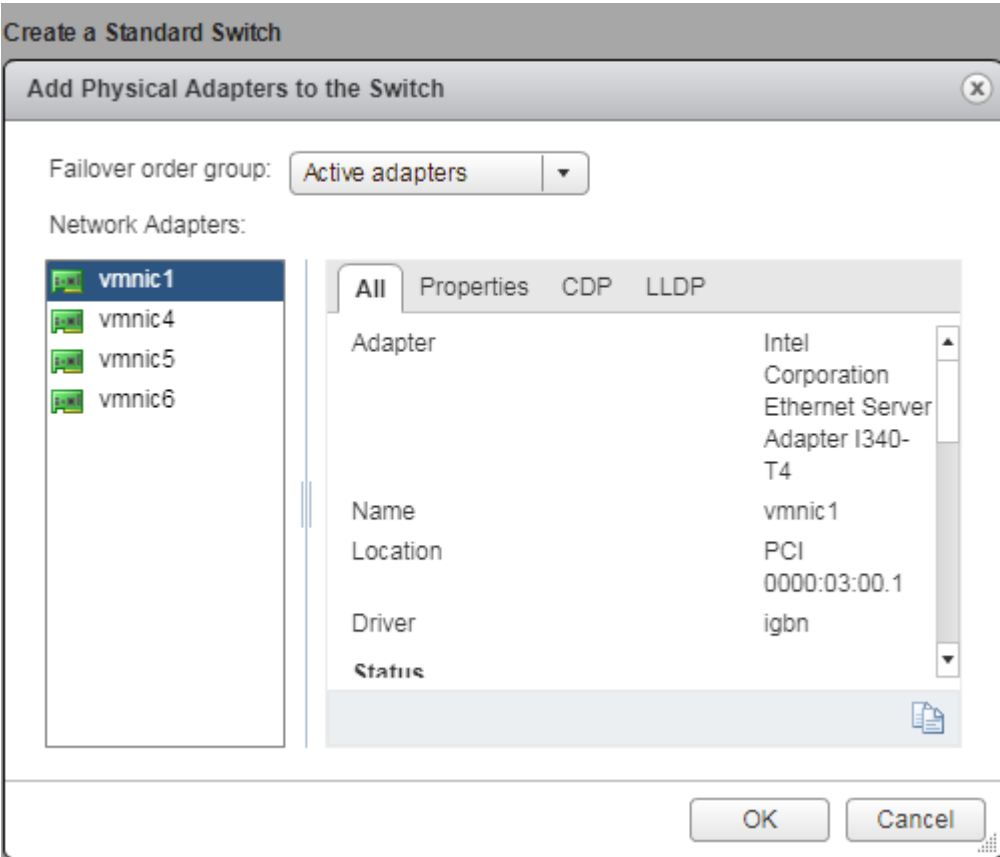 Create a Standard Switch
Add Physical Adapters to the Switch
Failover order group: Active adapters
Network Adapters:
vmnic1
vmnic4
vmnic5
vmnic6
All Properties CDP LLDP
Adapter Intel
Corporation
Ethernet Server
Adapter I340-
T4
Name vmnic1
Location PCI
0000:03:00.1
Driver igbn
Status
OK Cancel